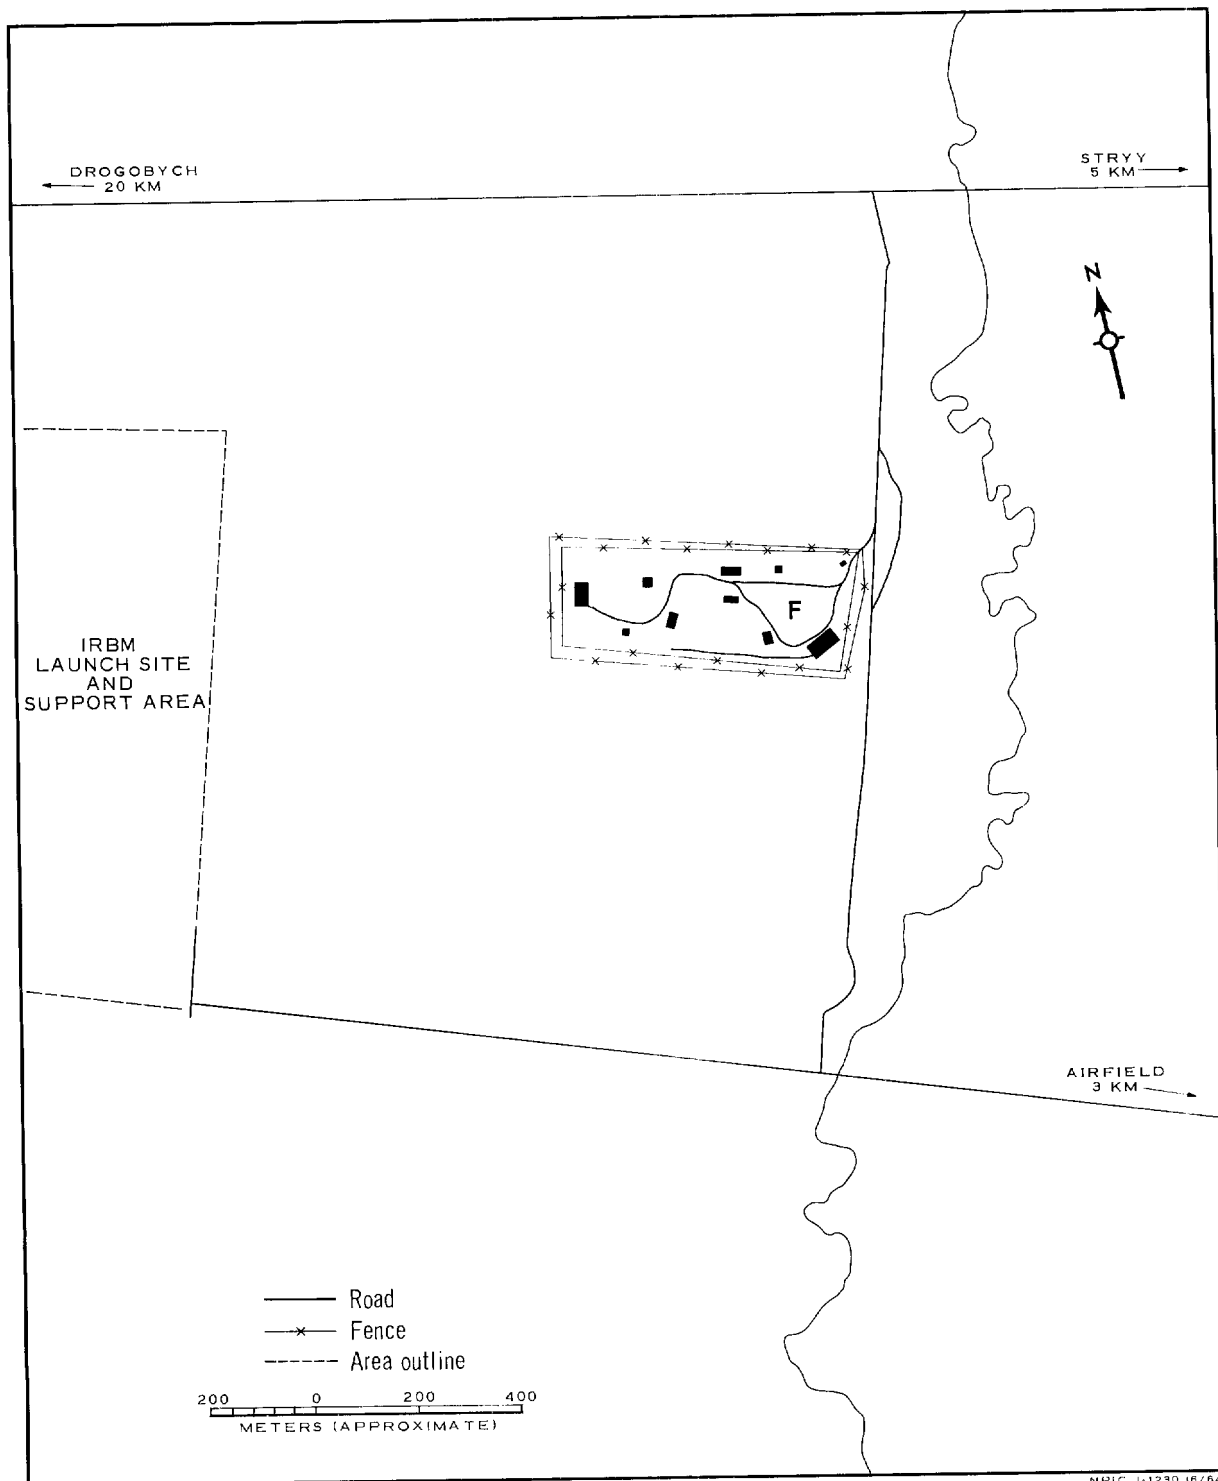 DROGOBYCH
20 KM
STRYY
5 KM
N
F
IRBM
LAUNCH SITE
AND
SUPPORT AREA
AIRFIELD
3 KM
Road
Fence
Area outline
200 0 200 400
METERS (APPROXIMATE)